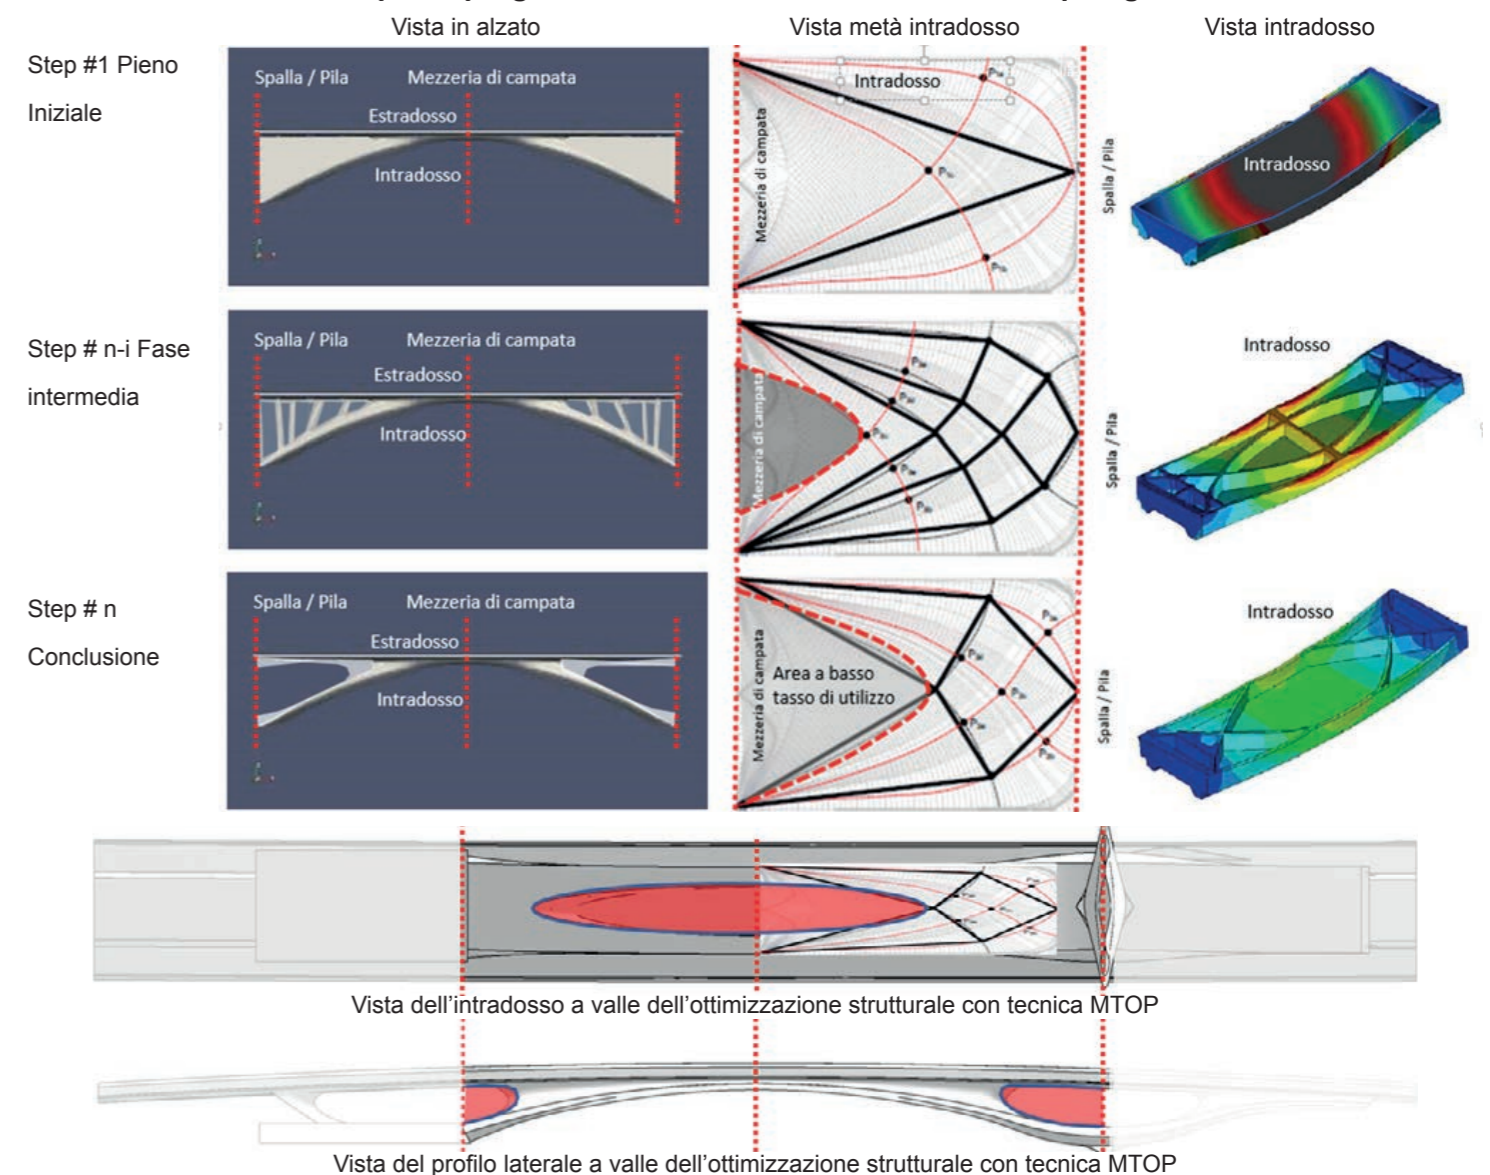 Vista in alzato
Vista metà intradosso
Vista intradosso
Step #1 Pieno
Iniziale
Spalla / Pila
Mezzeria di campata
Estradosso
Intradosso
Intradosso
Mezzeria di campata
Spalla / Pila
Intradosso
Step # n-i Fase
intermedia
Spalla / Pila
Mezzeria di campata
Estradosso
Intradosso
Mezzeria di campata
Spalla / Pila
Intradosso
Step # n
Conclusione
Spalla / Pila
Mezzeria di campata
Estradosso
Intradosso
Mezzeria di campata
Area a basso
tasso di utilizzo
Spalla / Pila
Intradosso
Vista dell'intradosso a valle dell'ottimizzazione strutturale con tecnica MTOP
Vista del profilo laterale a valle dell'ottimizzazione strutturale con tecnica MTOP